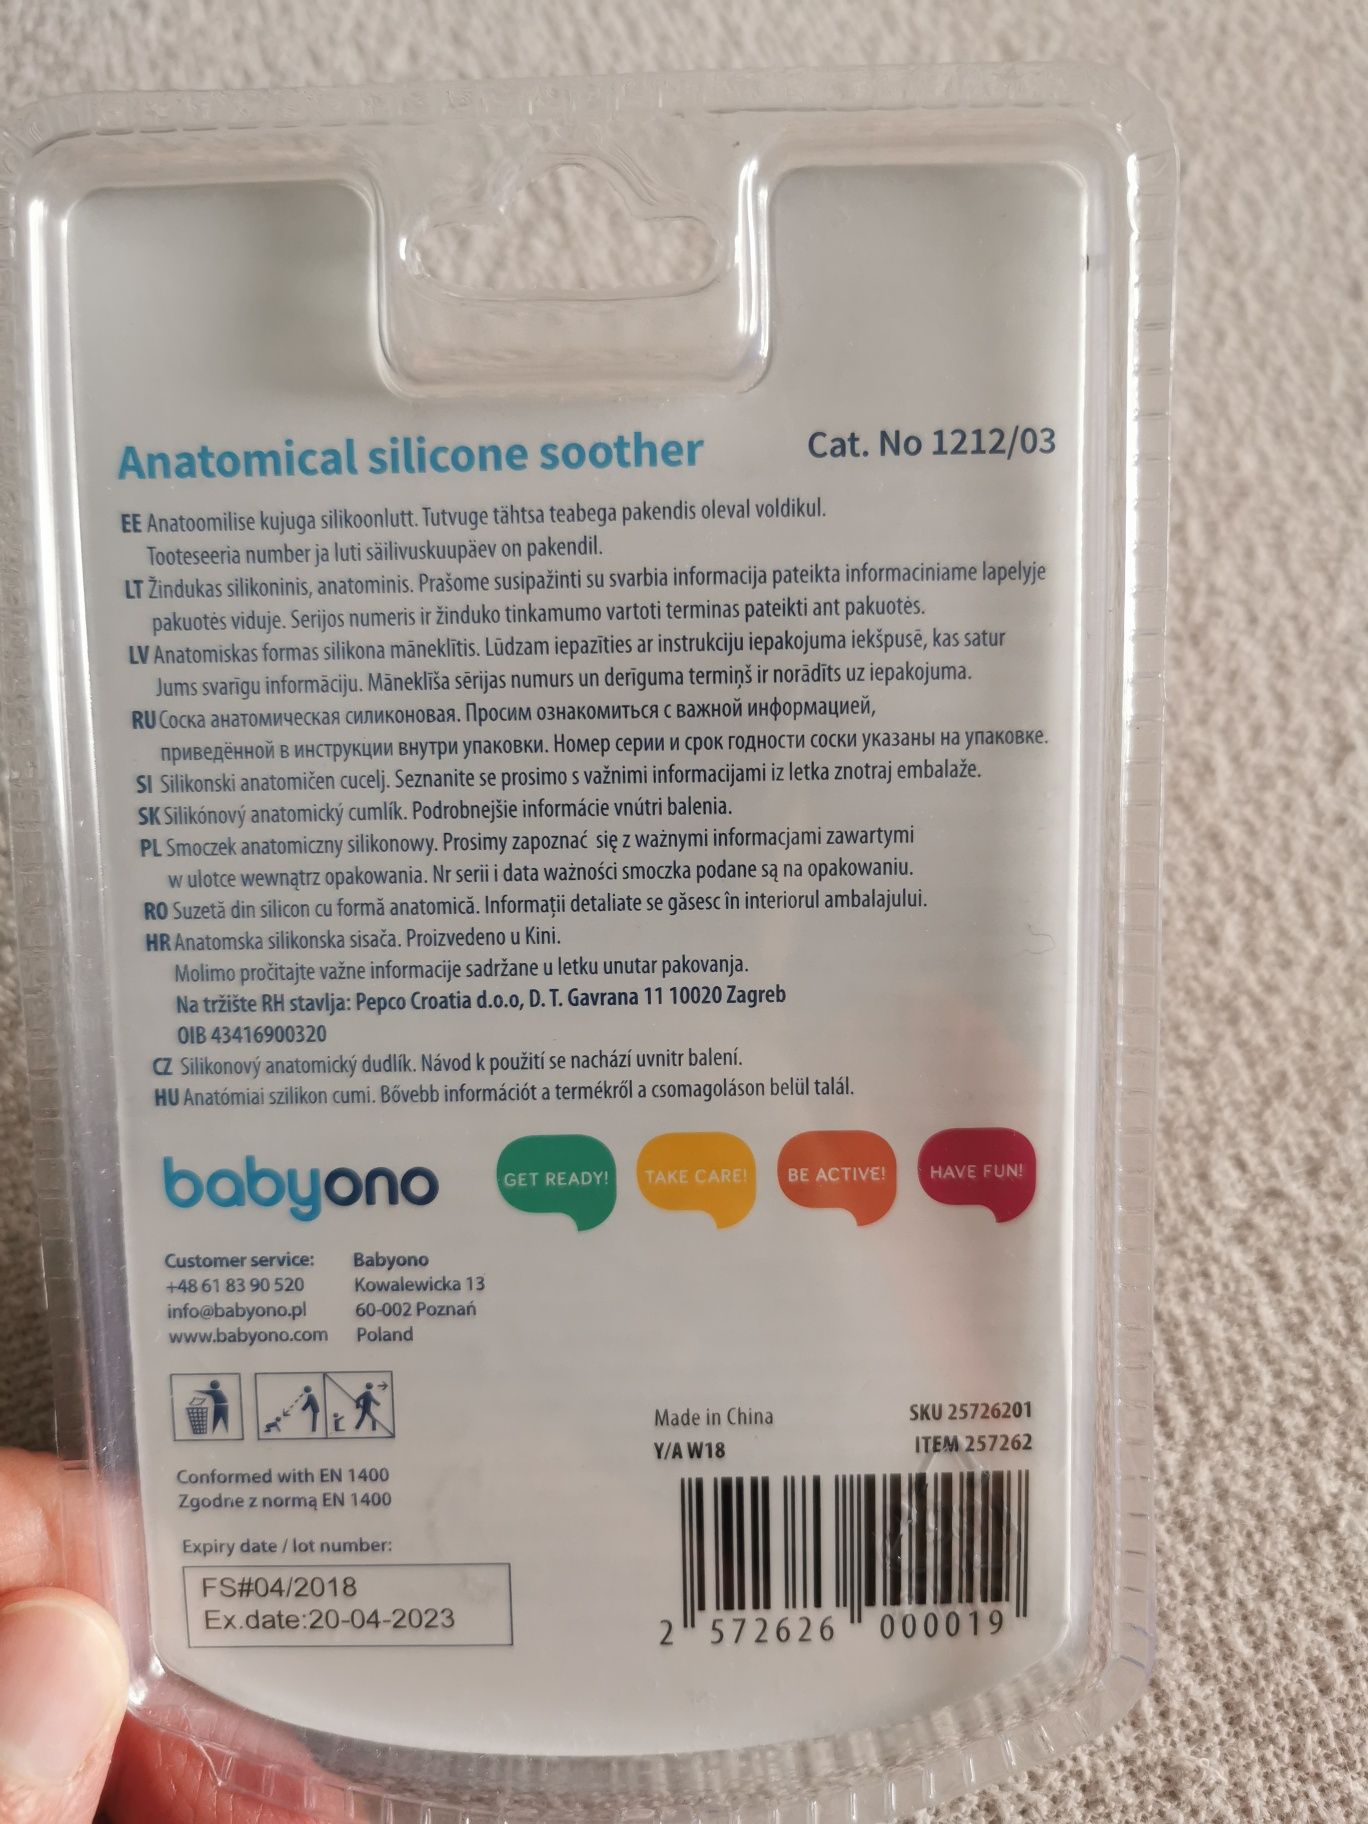 Anatomical silicone soother
Cat. No 1212/03
EE Anatoomilise kujuga silikoonlutt. Tutvuge tähtsa teabega pakendis oleval voldikul.
Tooteseeria number ja luti säilivuskuupäev on pakendil.
LT Žindukas silikoninis, anatominis. Prašome susipažinti su svarbia informacija pateikta informaciniame lapelyje
pakuotės viduje. Serijos numeris ir žinduko tinkamumo vartoti terminas pateikti ant pakuotės.
LV Anatomiskas formas silikona māneklītis. Lūdzam iepazīties ar instrukciju iepakojuma iekšpusē, kas satur
Jums svarīgu informāciju. Māneklīša sērijas numurs un derīguma termiņš ir norādīts uz iepakojuma.
RU Соска анатомическая силиконовая. Просим ознакомиться с важной информацией,
приведённой в инструкции внутри упаковки. Номер серии и срок годности соски указаны на упаковке.
SI Silikonski anatomičen cucelj. Seznanite se prosimo s važnimi informacijami iz letka znotraj embalaže.
SK Silikónový anatomický cumlík. Podrobnejšie informácie vnútri balenia.
PL Smoczek anatomiczny silikonowy. Prosimy zapoznać się z ważnymi informacjami zawartymi
w ulotce wewnątrz opakowania. Nr serii i data ważności smoczka podane są na opakowaniu.
RO Suzetă din silicon cu formă anatomică. Informații detaliate se găsesc în interiorul ambalajului.
HR Anatomska silikonska sisača. Proizvedeno u Kini.
Molimo pročitajte važne informacije sadržane u letku unutar pakovanja.
Na tržište RH stavlja: Pepco Croatia d.o.o, D. T. Gavrana 11 10020 Zagreb
OIB 43416900320
CZ Silikonový anatomický dudlík. Návod k použití se nachází uvnitr balení.
HU Anatómiai szilikon cumi. Bővebb információt a termékről a csomagoláson belül talál.
babyono
GET READY!
TAKE CARE!
BE ACTIVE!
HAVE FUN!
Customer service:
+48 61 83 90 520
info@babyono.pl
www.babyono.com
Babyono
Kowalewicka 13
60-002 Poznań
Poland
Conformed with EN 1400
Zgodne z normą EN 1400
Expiry date / lot number:
FS#04/2018
Ex.date:20-04-2023
Made in China
Y/A W18
SKU 25726201
ITEM 257262
2 572626 000019